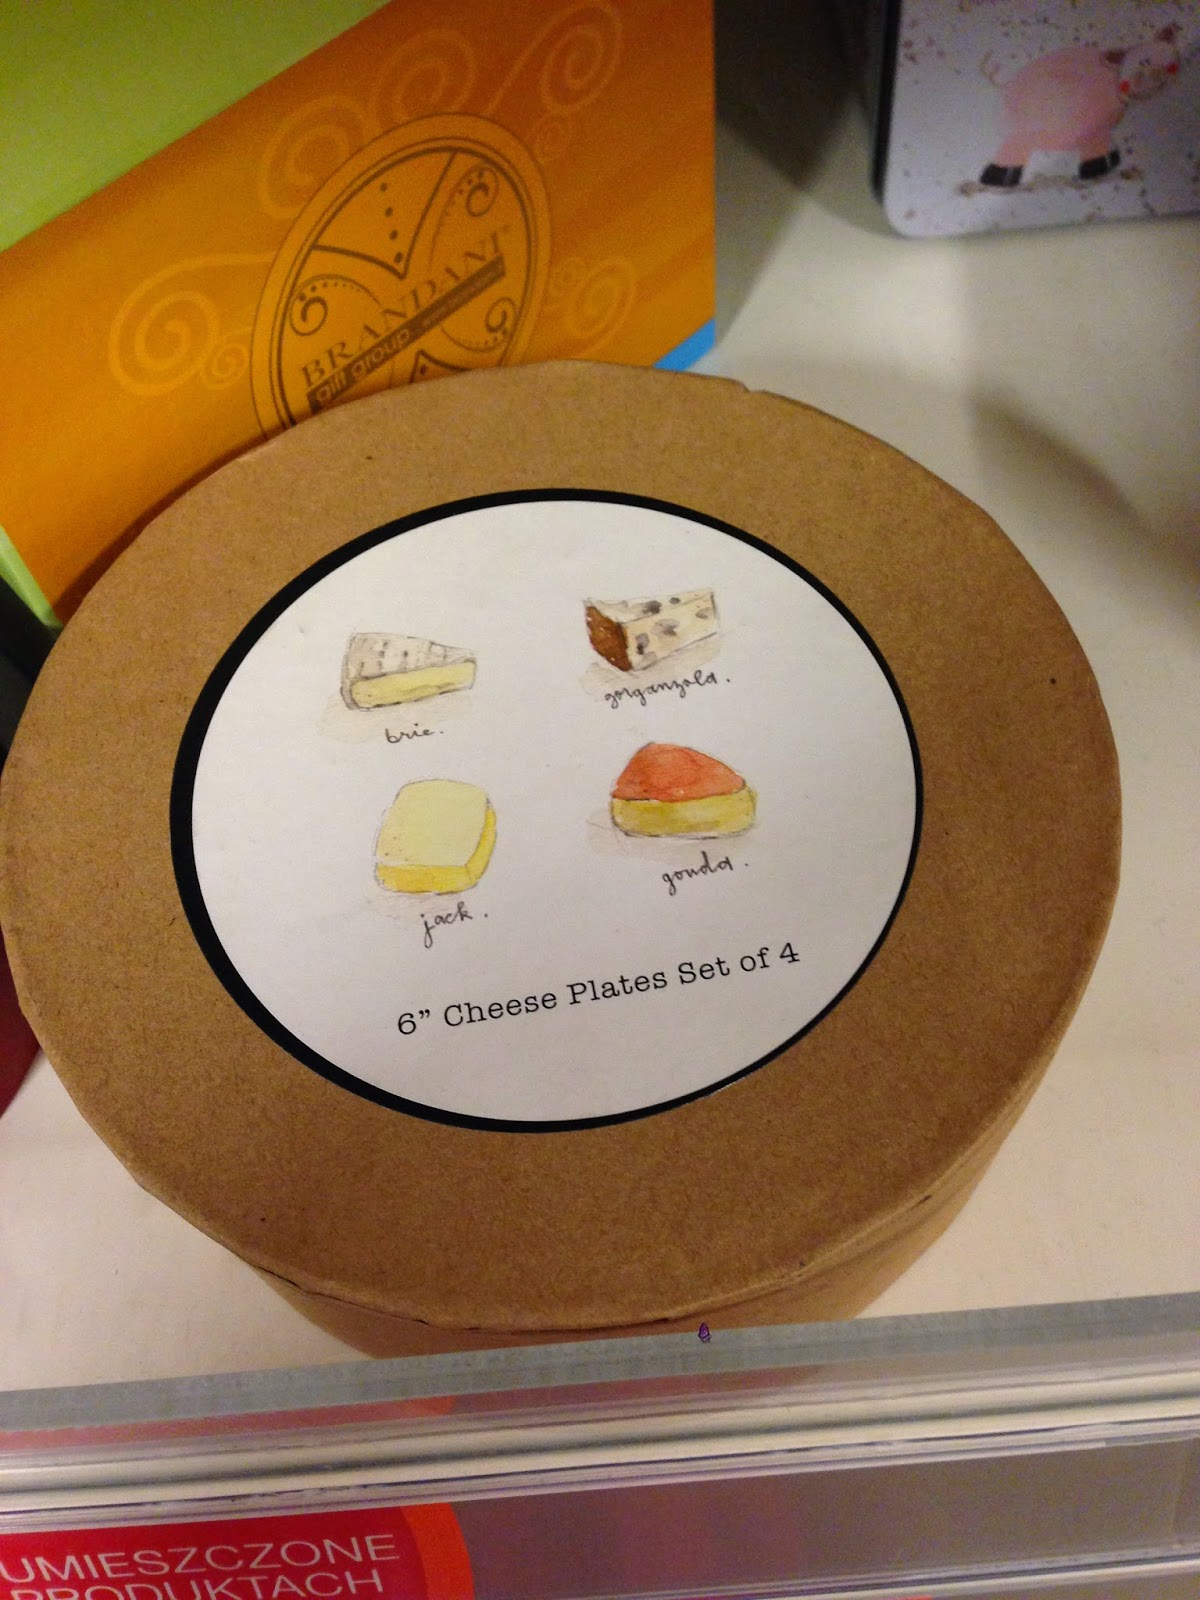 BRANDANI
gift group
brie.
gorganzola.
jack.
gouda.
6” Cheese Plates Set of 4
UMIESZCZONE
PRODUKTACH